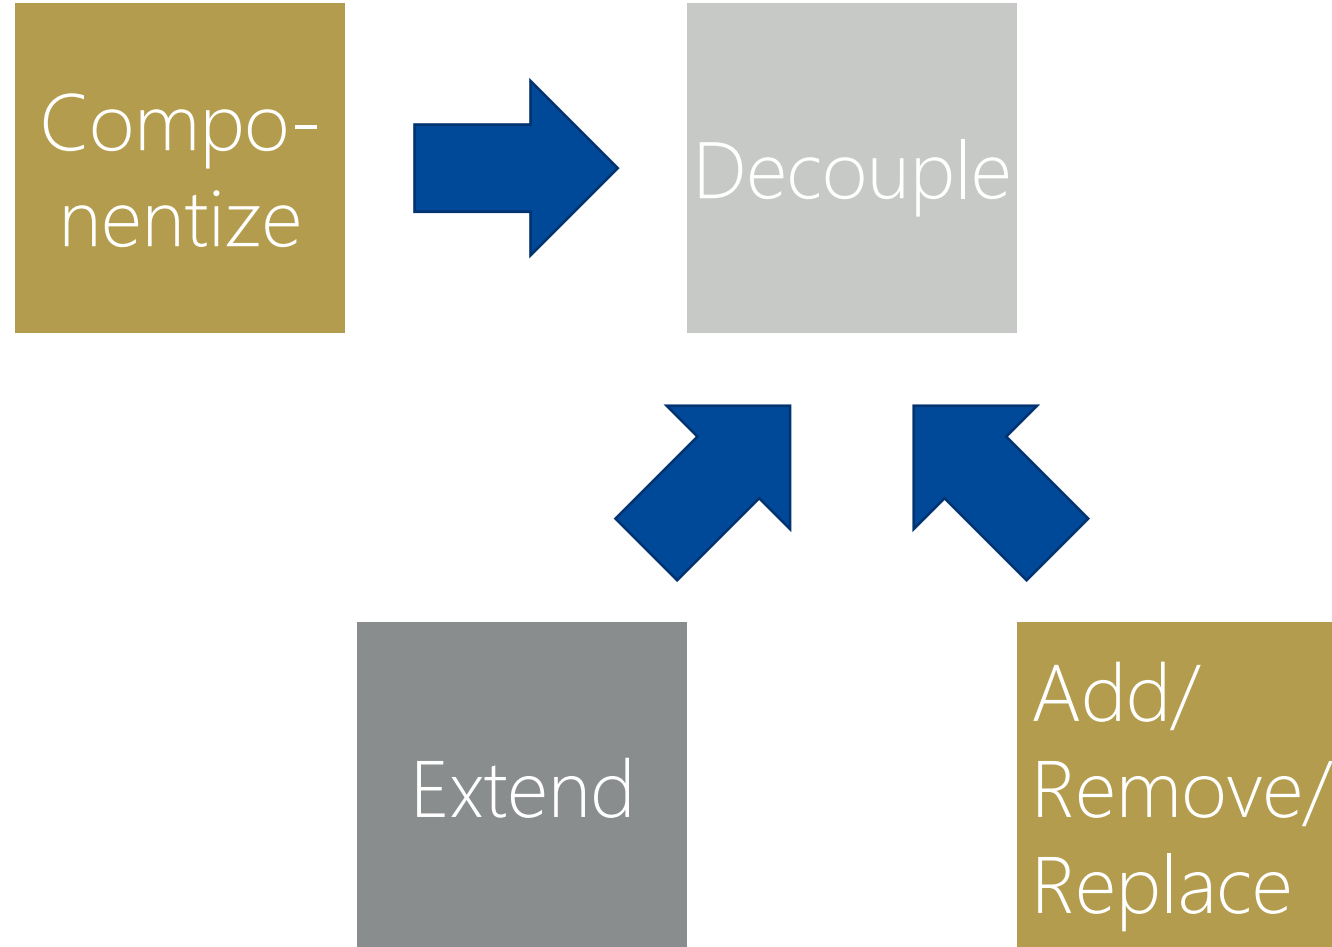 Compo-
nentize
Decouple
Extend
Add/
Remove/
Replace